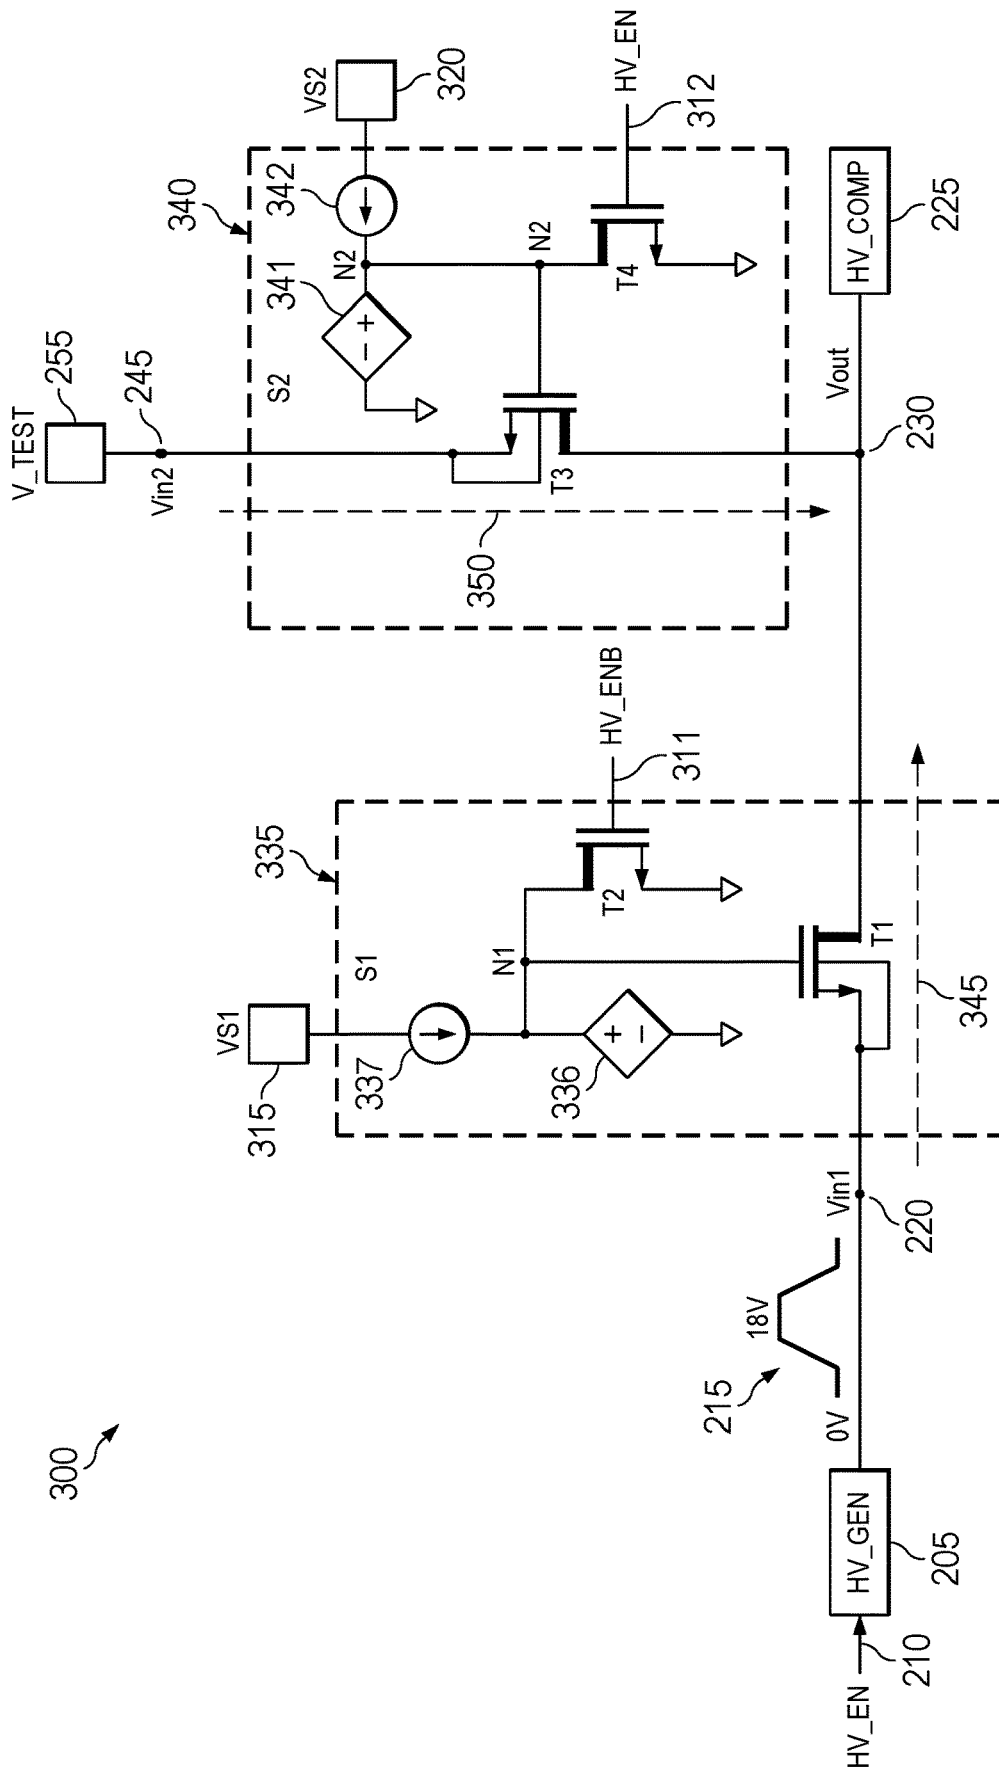 300
HV_EN
210
HV_GEN
205
0V
18V
215
Vin1
220
VS1
315
337
336
N1
S1
335
T2
HV_ENB
311
T1
345
V_TEST
255
Vin2
245
350
S2
341
N2
342
340
VS2
320
N2
T3
T4
HV_EN
312
Vout
230
HV_COMP
225
+
−
+
−